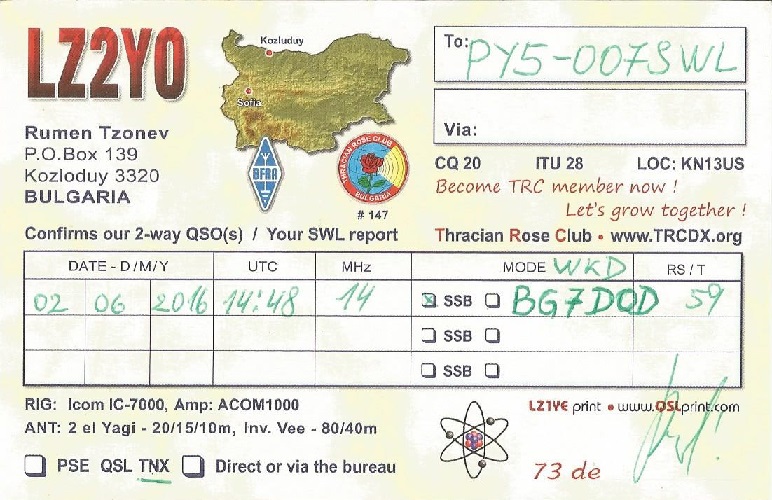 LZ2YO
Kozluduy
Sofia
To: PY5-007SWL
Via:
Rumen Tzonev
P.O.Box 139
Kozloduy 3320
BULGARIA
BFRA
THRACIAN ROSE CLUB
BULGARIA
# 147
CQ 20 ITU 28 LOC: KN13US
Become TRC member now !
Let's grow together !
Confirms our 2-way QSO(s) / Your SWL report
Thracian Rose Club • www.TRCDX.org
DATE - D/M/Y UTC MHz MODE WKD RS / T
02 06 2016 14:48 14 SSB BG7DOD 59
SSB
SSB
RIG: Icom IC-7000, Amp: ACOM1000
ANT: 2 el Yagi - 20/15/10m, Inv. Vee - 80/40m
PSE QSL TNX Direct or via the bureau
LZ1YE print • www.QSLprint.com
73 de